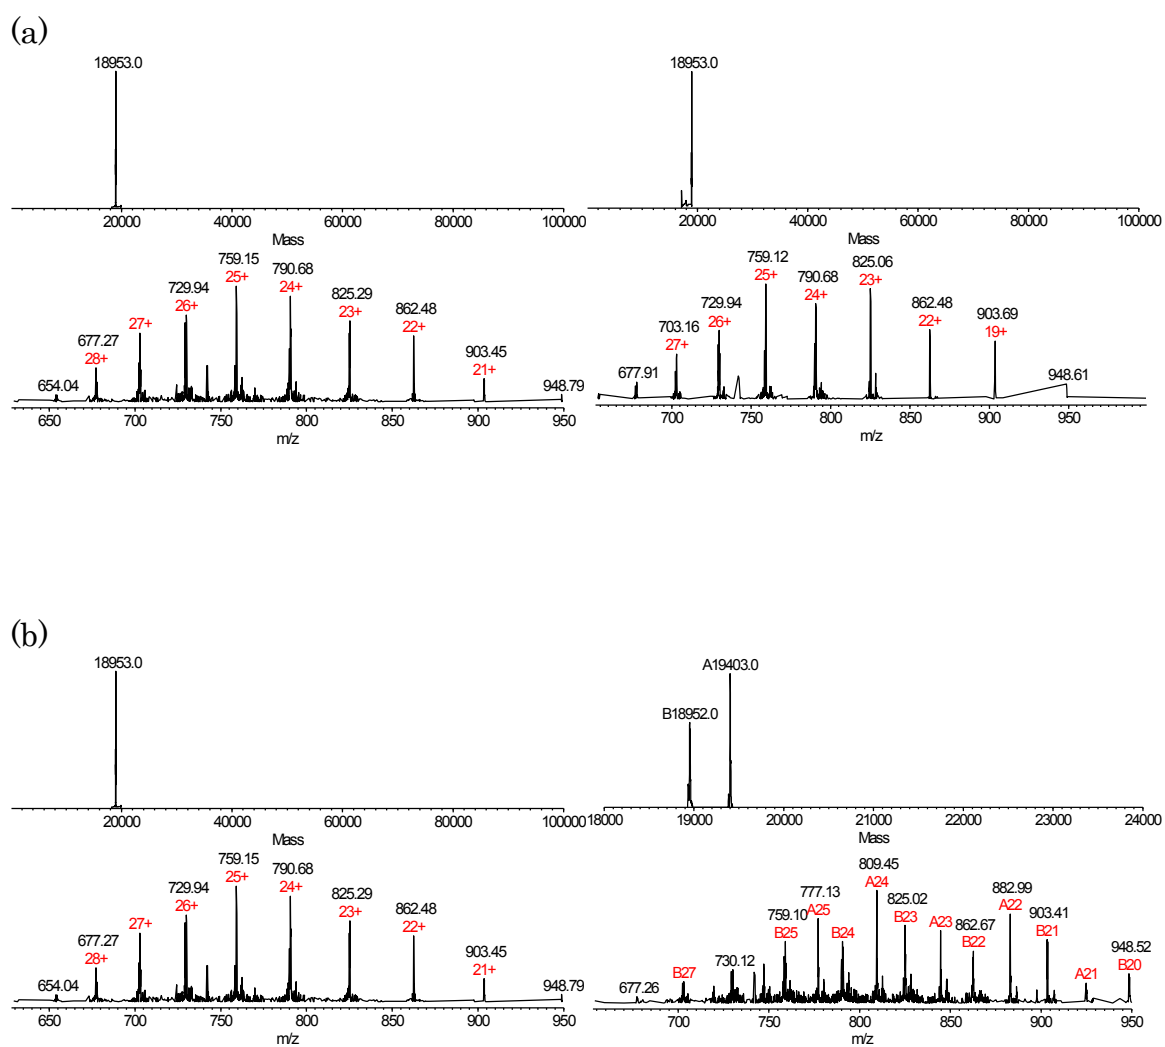 (a)
18953.0
20000 40000 60000 80000 100000
Mass
18953.0
20000 40000 60000 80000 100000
Mass
654.04 677.27 28+ 27+ 729.94 26+ 759.15 25+ 790.68 24+ 825.29 23+ 862.48 22+ 903.45 21+ 948.79
650 700 750 800 850 900 950
m/z
677.91 703.16 27+ 729.94 26+ 759.12 25+ 790.68 24+ 825.06 23+ 862.48 22+ 903.69 19+ 948.61
700 750 800 850 900 950
m/z
(b)
18953.0
20000 40000 60000 80000 100000
Mass
B18952.0 A19403.0
18000 19000 20000 21000 22000 23000 24000
Mass
654.04 677.27 28+ 27+ 729.94 26+ 759.15 25+ 790.68 24+ 825.29 23+ 862.48 22+ 903.45 21+ 948.79
650 700 750 800 850 900 950
m/z
677.26 B27 730.12 759.10 B25 777.13 A25 B24 809.45 A24 825.02 B23 A23 862.67 B22 882.99 A22 903.41 B21 A21 948.52 B20
700 750 800 850 900 950
m/z